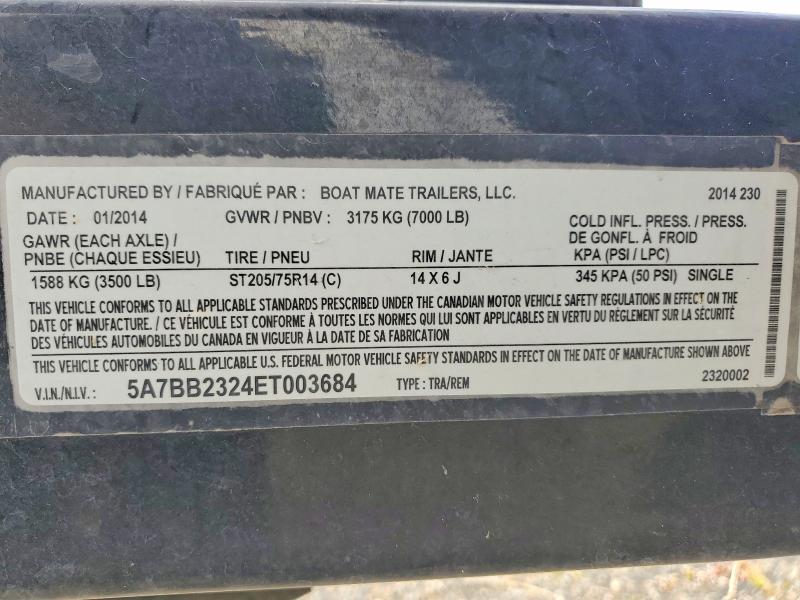 MANUFACTURED BY / FABRIQUÉ PAR : BOAT MATE TRAILERS, LLC. 2014 230
DATE : 01/2014 GVWR / PNBV : 3175 KG (7000 LB)
COLD INFL. PRESS. / PRESS.
DE GONFL. À FROID
GAWR (EACH AXLE) /
PNBE (CHAQUE ESSIEU) TIRE / PNEU RIM / JANTE KPA (PSI / LPC)
1588 KG (3500 LB) ST205/75R14 (C) 14 X 6 J 345 KPA (50 PSI) SINGLE
THIS VEHICLE CONFORMS TO ALL APPLICABLE STANDARDS PRESCRIBED UNDER THE CANADIAN MOTOR VEHICLE SAFETY REGULATIONS IN EFFECT ON THE
DATE OF MANUFACTURE. / CE VÉHICULE EST CONFORME À TOUTES LES NORMES QUI LUI SONT APPLICABLES EN VERTU DU RÈGLEMENT SUR LA SÉCURITÉ
DES VÉHICULES AUTOMOBILES DU CANADA EN VIGUEUR À LA DATE DE SA FABRICATION
THIS VEHICLE CONFORMS TO ALL APPLICABLE U.S. FEDERAL MOTOR VEHICLE SAFETY STANDARDS IN EFFECT ON THE DATE OF MANUFACTURE SHOWN ABOVE
V.I.N./N.I.V. : 5A7BB2324ET003684 TYPE : TRA/REM 2320002